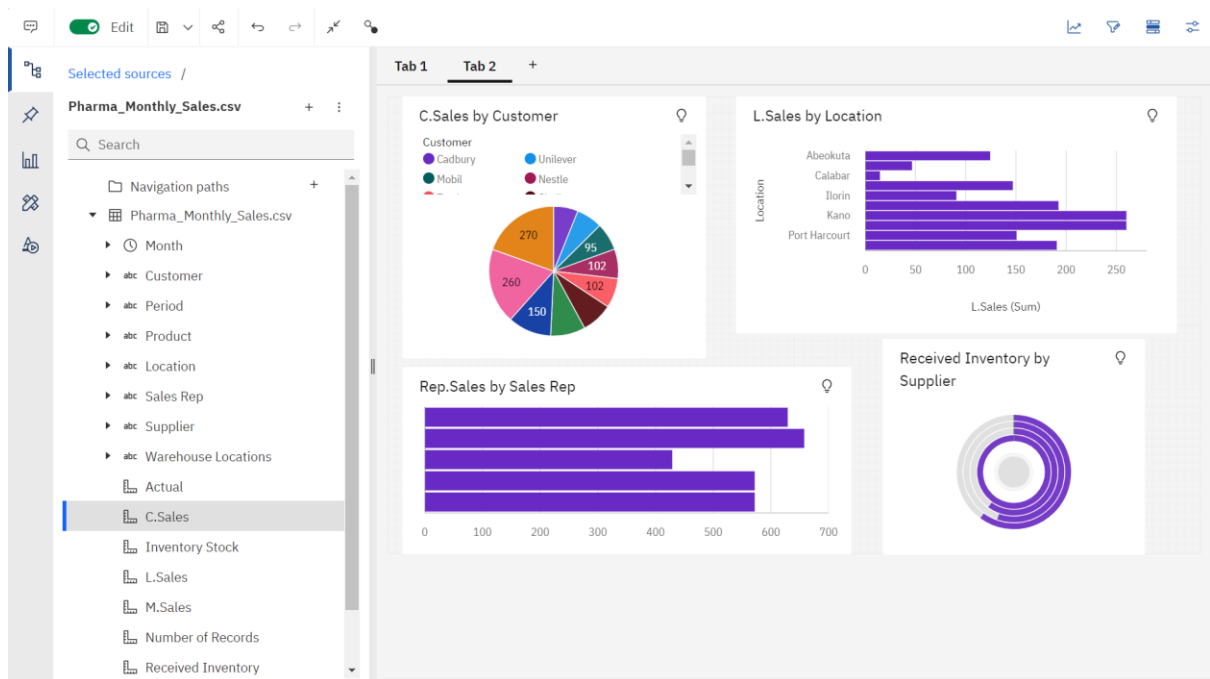 Edit
Selected sources /
Pharma_Monthly_Sales.csv
Search
Navigation paths
Pharma_Monthly_Sales.csv
Month
abc Customer
abc Period
abc Product
abc Location
abc Sales Rep
abc Supplier
abc Warehouse Locations
Actual
C.Sales
Inventory Stock
L.Sales
M.Sales
Number of Records
Received Inventory
Tab 1 Tab 2 +
C.Sales by Customer
Customer
Cadbury Unilever
Mobil Nestle
270
95
102
102
260
150
L.Sales by Location
Location
Abeokuta
Calabar
Ilorin
Kano
Port Harcourt
0 50 100 150 200 250
L.Sales (Sum)
Rep.Sales by Sales Rep
0 100 200 300 400 500 600 700
Received Inventory by
Supplier